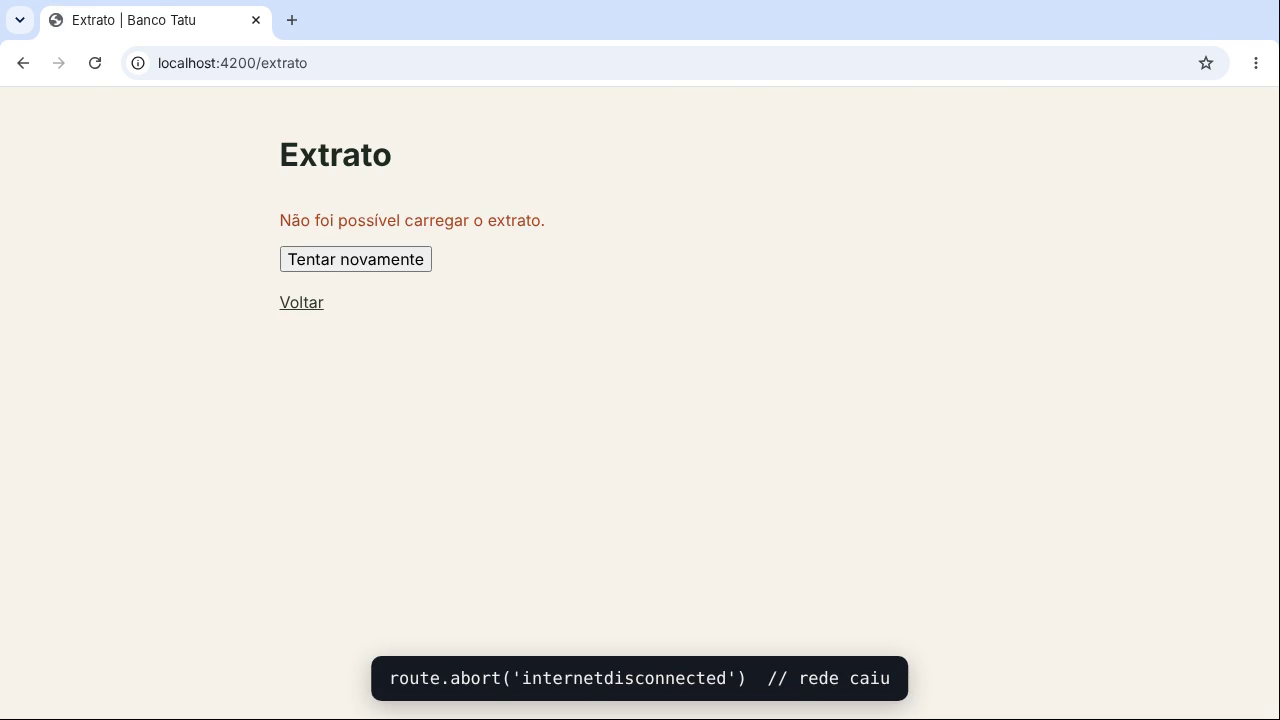 Extrato | Banco Tatu
localhost:4200/extrato
Extrato
Não foi possível carregar o extrato.
Tentar novamente
Voltar
route.abort('internetdisconnected')  // rede caiu